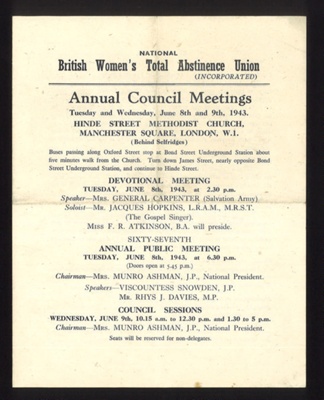 NATIONAL
British Women's Total Abstinence Union
(INCORPORATED)
Annual Council Meetings
Tuesday and Wednesday, June 8th and 9th, 1943.
HINDE STREET METHODIST CHURCH,
MANCHESTER SQUARE, LONDON, W.1.
(Behind Selfridges)
Buses passing along Oxford Street stop at Bond Street Underground Station about
five minutes walk from the Church. Turn down James Street, nearly opposite Bond
Street Underground Station, and continue to Hinde Street.
DEVOTIONAL MEETING
TUESDAY, JUNE 8th, 1943, at 2.30 p.m.
Speaker—MRS. GENERAL CARPENTER (Salvation Army)
Soloist—MR. JACQUES HOPKINS, L.R.A.M., M.R.S.T.
(The Gospel Singer).
MISS F. R. ATKINSON, B.A. will preside.
SIXTY-SEVENTH
ANNUAL PUBLIC MEETING
TUESDAY, JUNE 8th, 1943, at 6.30 p.m.
(Doors open at 5.45 p.m.)
Chairman—MRS. MUNRO ASHMAN, J.P., National President.
Speakers—VISCOUNTESS SNOWDEN, J.P.
MR. RHYS J. DAVIES, M.P.
COUNCIL SESSIONS
WEDNESDAY, JUNE 9th, 10.15 a.m. to 12.30 p.m. and 1.30 to 5 p.m.
Chairman—MRS. MUNRO ASHMAN, J.P., National President.
Seats will be reserved for non-delegates.